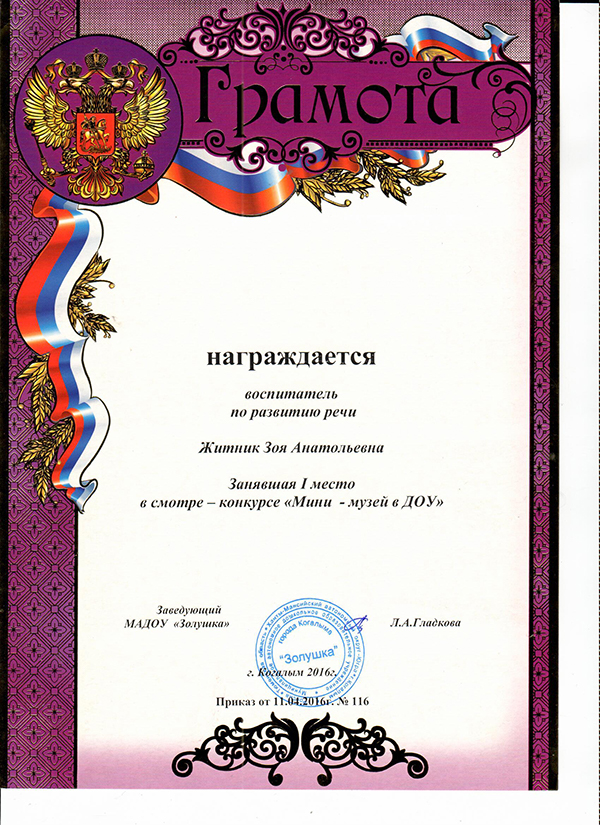 Грамота
награждается
воспитатель
по развитию речи
Житник Зоя Анатольевна
Занявшая I место
в смотре – конкурсе «Мини - музей в ДОУ»
Заведующий
МАДОУ «Золушка»
Л.А.Гладкова
города Когалыма
"Золушка"
г. Когалым 2016г.
Приказ от 11.04.2016г. № 116